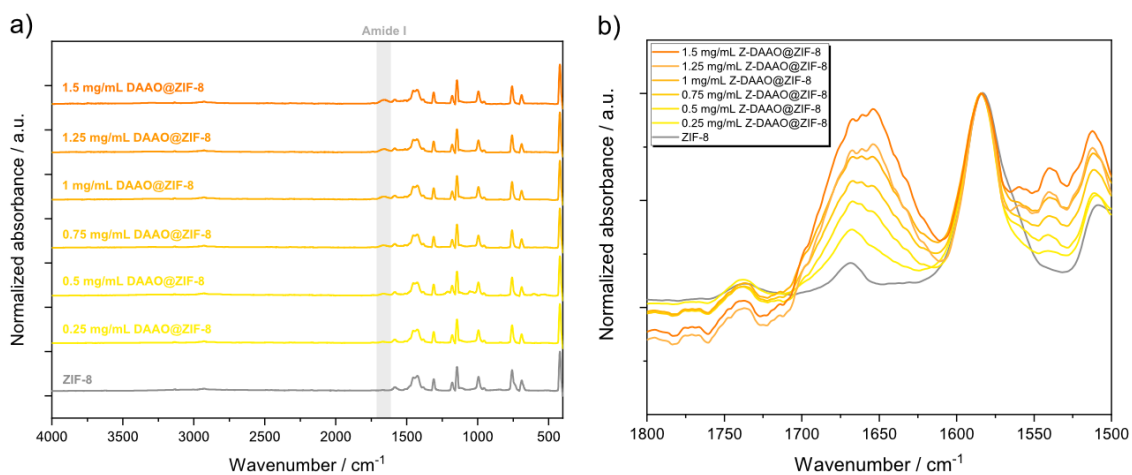 a)
Amide I
1.5 mg/mL DAAO@ZIF-8
1.25 mg/mL DAAO@ZIF-8
1 mg/mL DAAO@ZIF-8
0.75 mg/mL DAAO@ZIF-8
0.5 mg/mL DAAO@ZIF-8
0.25 mg/mL DAAO@ZIF-8
ZIF-8
Normalized absorbance / a.u.
4000 3500 3000 2500 2000 1500 1000 500
Wavenumber / cm⁻¹
b)
1.5 mg/mL Z-DAAO@ZIF-8
1.25 mg/mL Z-DAAO@ZIF-8
1 mg/mL Z-DAAO@ZIF-8
0.75 mg/mL Z-DAAO@ZIF-8
0.5 mg/mL Z-DAAO@ZIF-8
0.25 mg/mL Z-DAAO@ZIF-8
ZIF-8
Normalized absorbance / a.u.
1800 1750 1700 1650 1600 1550 1500
Wavenumber / cm⁻¹